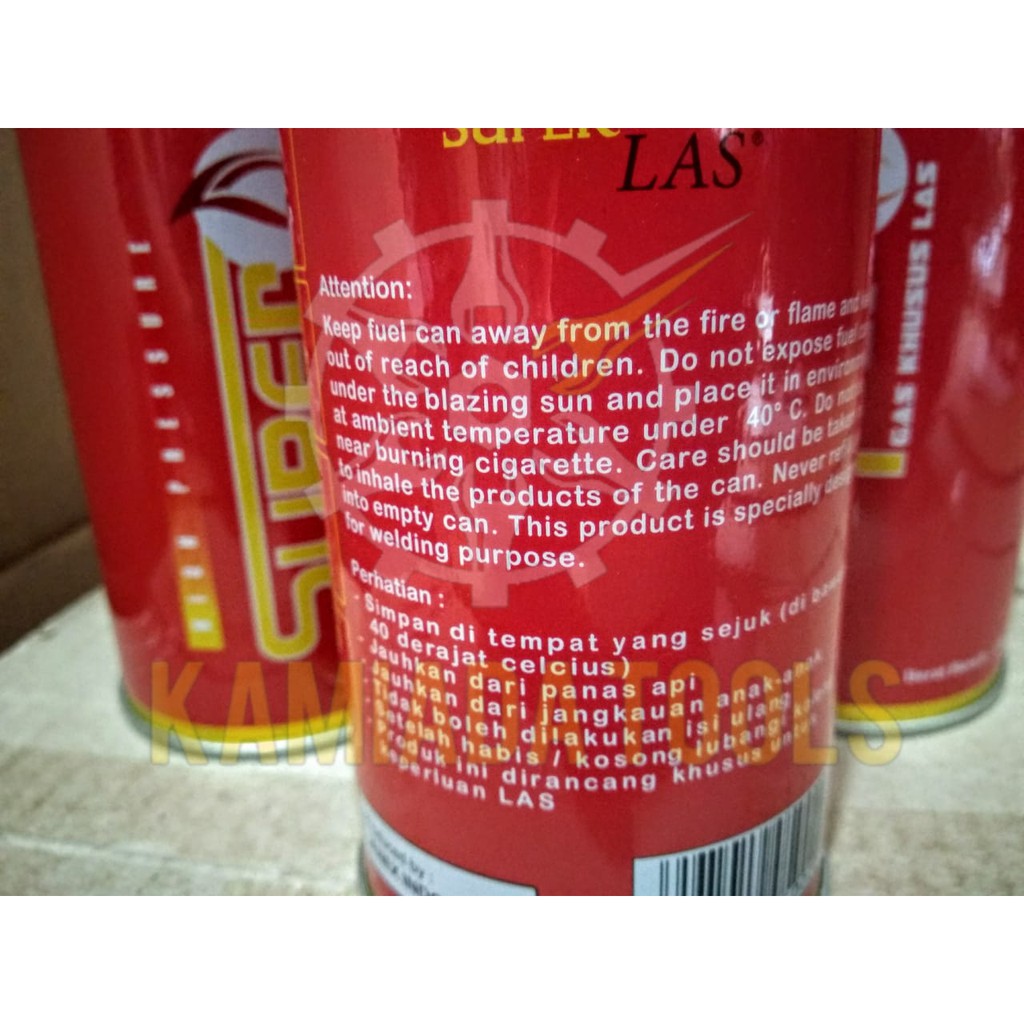 SUPER
LAS®
Attention:
Keep fuel can away from the fire or flame and
out of reach of children. Do not expose fuel
under the blazing sun and place it in
at ambient temperature under 40° C. Do
near burning cigarette. Care should be taken
to inhale the products of the can. Never
into empty can. This product is specially
for welding purpose.
Perhatian :
- Simpan di tempat yang sejuk (di
40 derajat celcius)
- Jauhkan dari panas api
- Jauhkan dari jangkauan anak-anak
- Tidak boleh dilakukan isi ulang
- Setelah habis / kosong lubangi
- Produk ini dirancang khusus untuk
keperluan LAS
HIGH PRESSURE
SUPER
GAS KHUSUS LAS
TOOLS